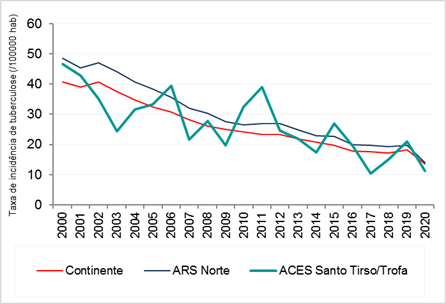 Taxa de incidência de tuberculose (/100000 hab)
60
50
40
30
20
10
0
2000 2001 2002 2003 2004 2005 2006 2007 2008 2009 2010 2011 2012 2013 2014 2015 2016 2017 2018 2019 2020
Continente ARS Norte ACES Santo Tirso/Trofa